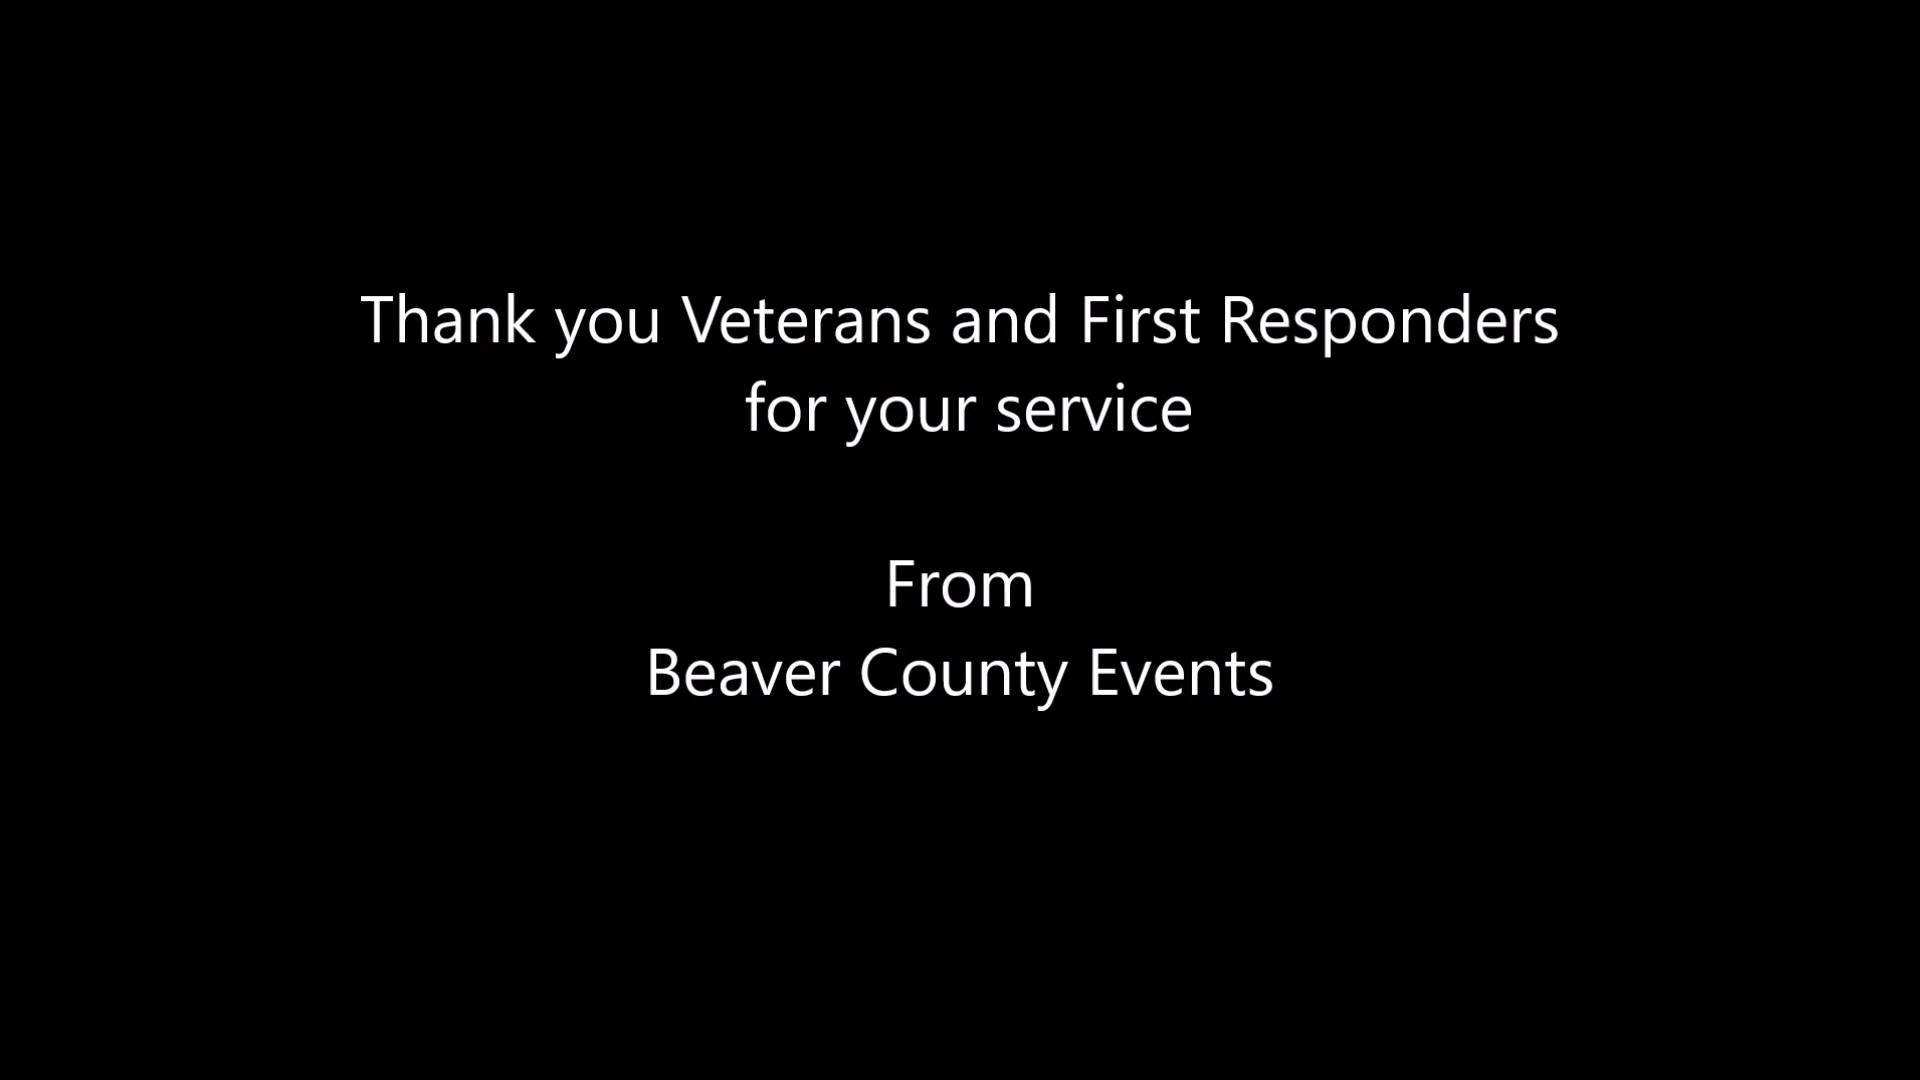 Thank you Veterans and First Responders
for your service
From
Beaver County Events